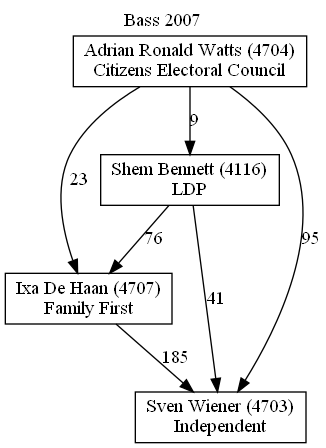 Bass 2007
Adrian Ronald Watts (4704)
Citizens Electoral Council
9
Shem Bennett (4116)
LDP
23
76
95
Ixa De Haan (4707)
Family First
41
185
Sven Wiener (4703)
Independent